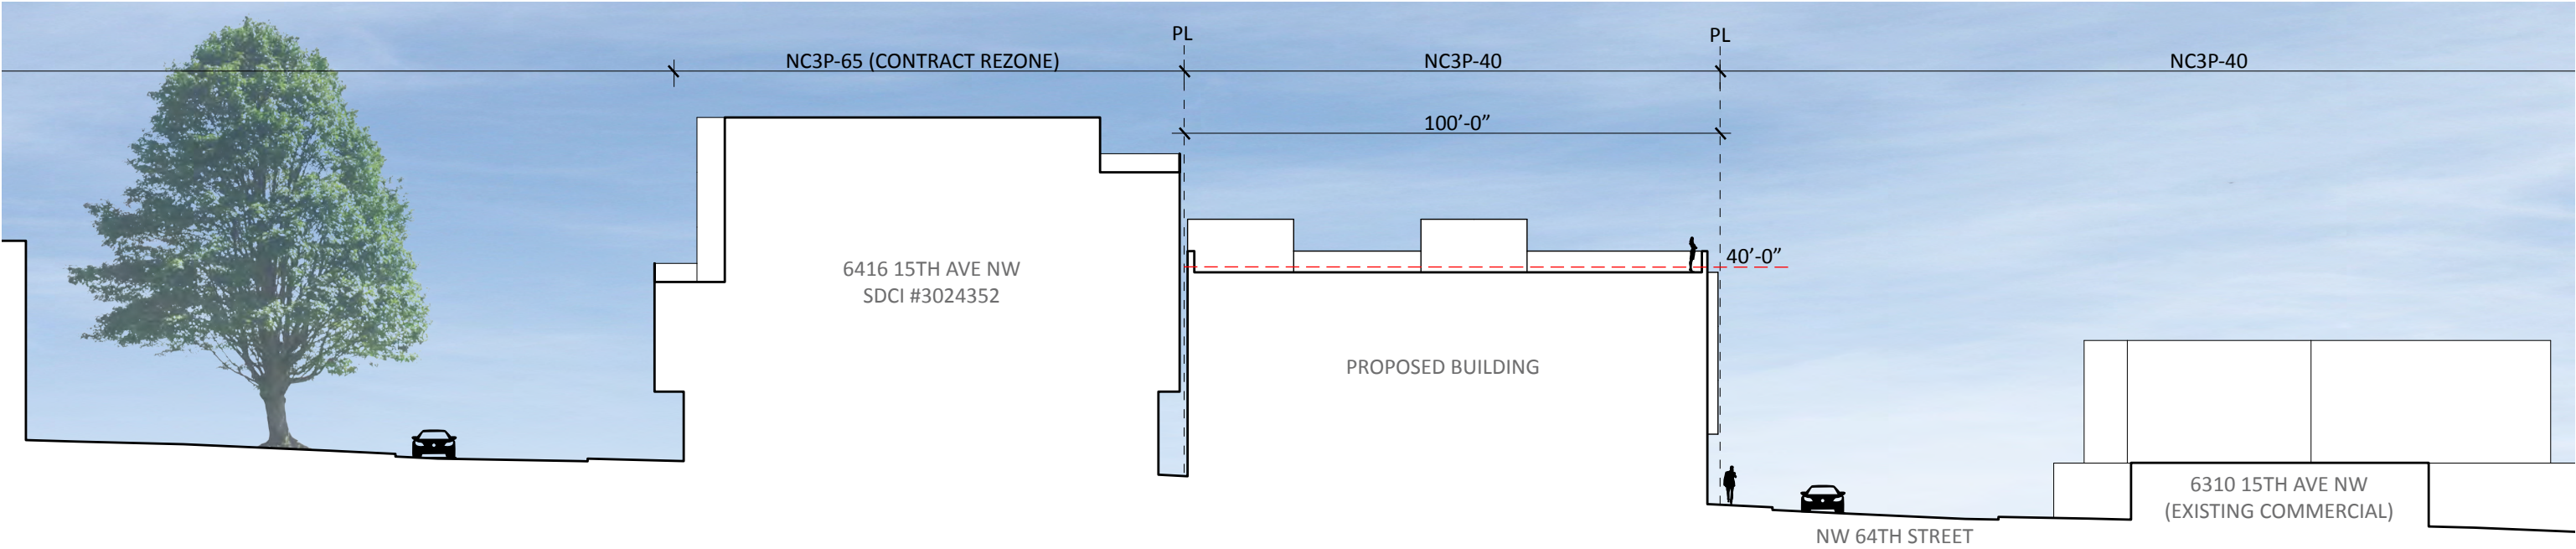 PL
PL
NC3P-65 (CONTRACT REZONE)
NC3P-40
NC3P-40
100’-0”
40’-0”
6416 15TH AVE NW
SDCI #3024352
PROPOSED BUILDING
6310 15TH AVE NW
(EXISTING COMMERCIAL)
NW 64TH STREET